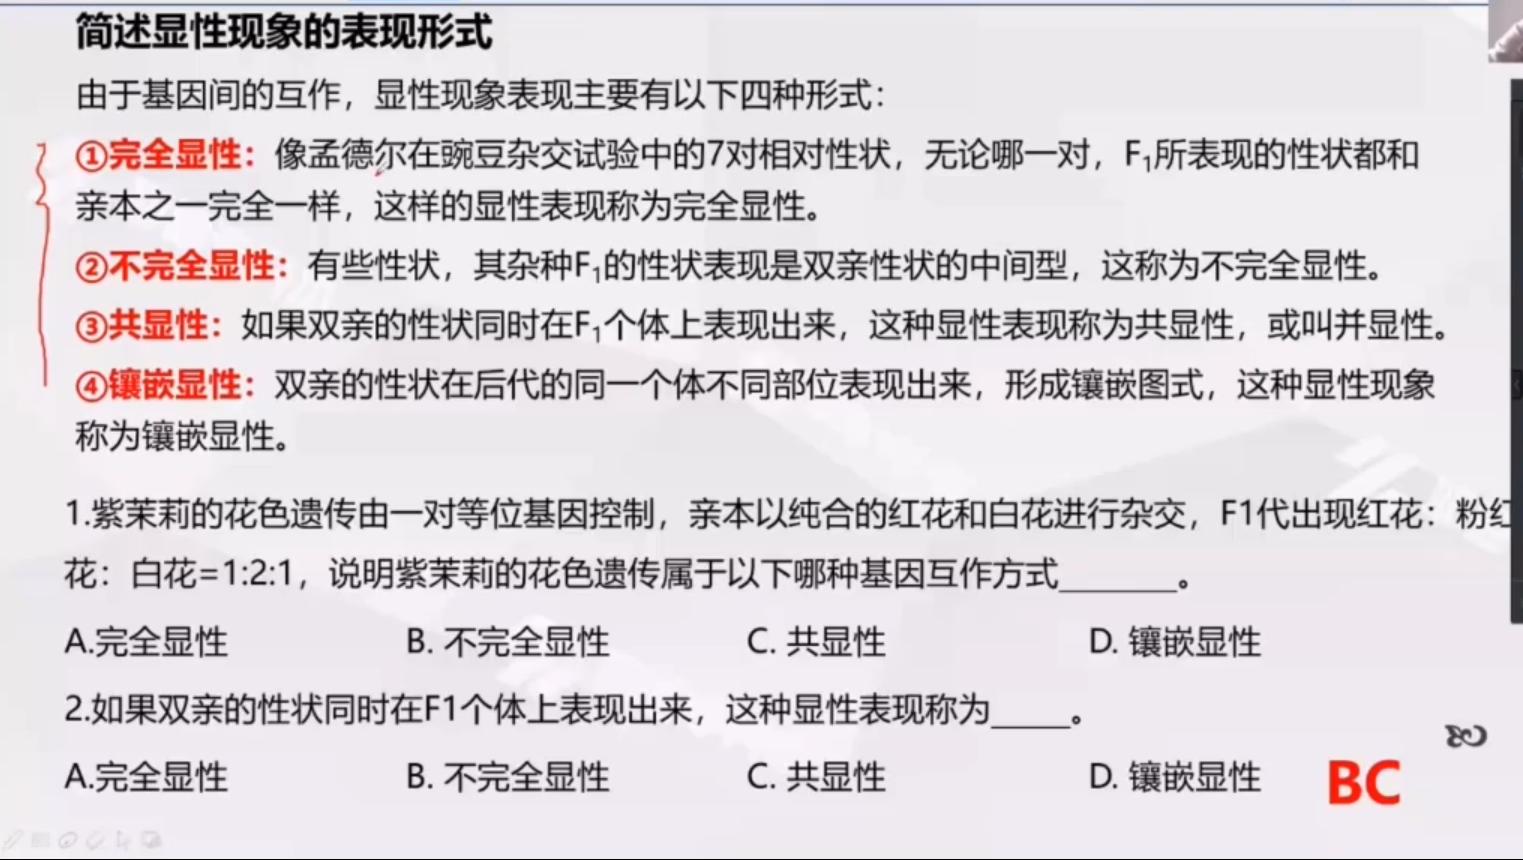 简述显性现象的表现形式
由于基因间的互作，显性现象表现主要有以下四种形式：
①完全显性：像孟德尔在豌豆杂交试验中的7对相对性状，无论哪一对，F₁所表现的性状都和
亲本之一完全一样，这样的显性表现称为完全显性。
②不完全显性：有些性状，其杂种F₁的性状表现是双亲性状的中间型，这称为不完全显性。
③共显性：如果双亲的性状同时在F₁个体上表现出来，这种显性表现称为共显性，或叫并显性。
④镶嵌显性：双亲的性状在后代的同一个体不同部位表现出来，形成镶嵌图式，这种显性现象
称为镶嵌显性。
1.紫茉莉的花色遗传由一对等位基因控制，亲本以纯合的红花和白花进行杂交，F1代出现红花：粉红
花：白花=1:2:1，说明紫茉莉的花色遗传属于以下哪种基因互作方式_______。
A.完全显性 B. 不完全显性 C. 共显性 D. 镶嵌显性
2.如果双亲的性状同时在F1个体上表现出来，这种显性表现称为_____。
A.完全显性 B. 不完全显性 C. 共显性 D. 镶嵌显性 BC